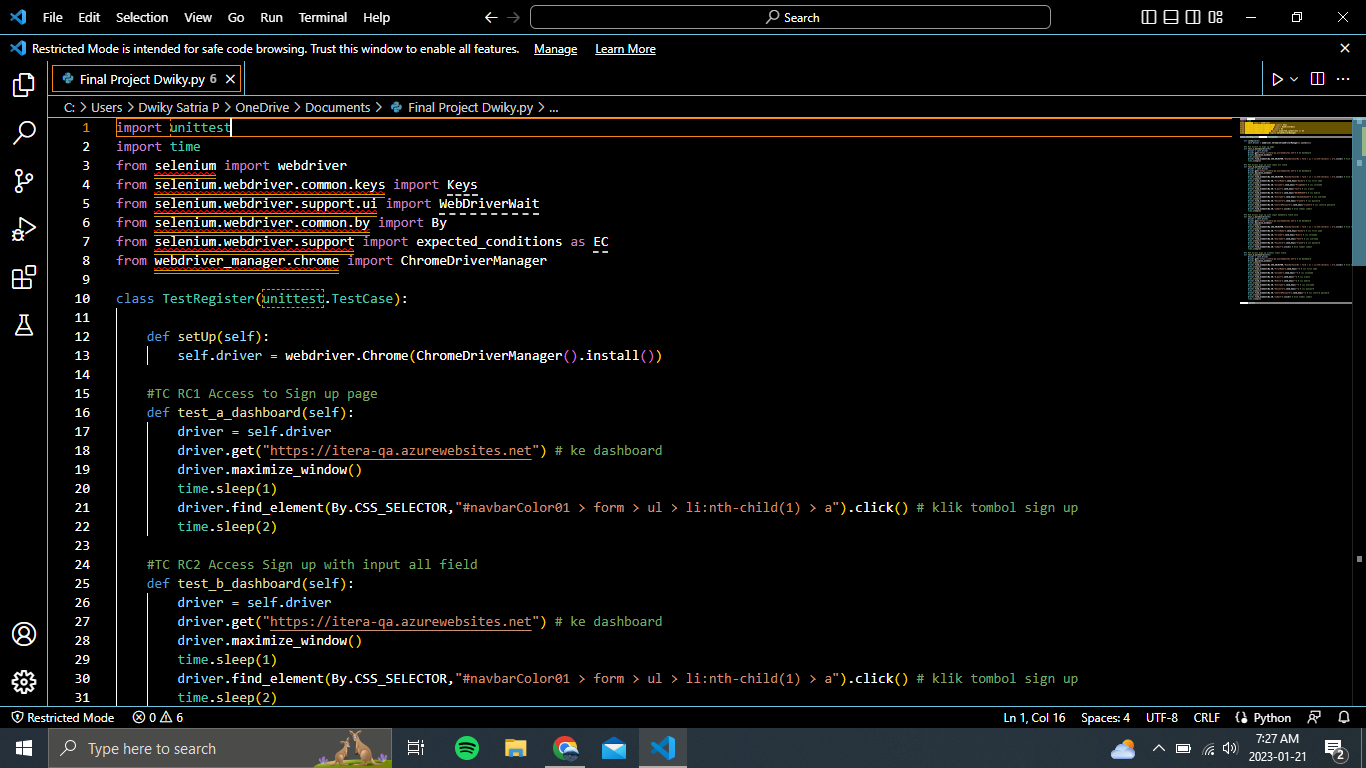 File Edit Selection View Go Run Terminal Help Search
Restricted Mode is intended for safe code browsing. Trust this window to enable all features. Manage Learn More
Final Project Dwiky.py 6
C: > Users > Dwiky Satria P > OneDrive > Documents > Final Project Dwiky.py > ...
1 import unittest
2 import time
3 from selenium import webdriver
4 from selenium.webdriver.common.keys import Keys
5 from selenium.webdriver.support.ui import WebDriverWait
6 from selenium.webdriver.common.by import By
7 from selenium.webdriver.support import expected_conditions as EC
8 from webdriver_manager.chrome import ChromeDriverManager
9
10 class TestRegister(unittest.TestCase):
11
12 def setUp(self):
13 self.driver = webdriver.Chrome(ChromeDriverManager().install())
14
15 #TC RC1 Access to Sign up page
16 def test_a_dashboard(self):
17 driver = self.driver
18 driver.get("https://itera-qa.azurewebsites.net") # ke dashboard
19 driver.maximize_window()
20 time.sleep(1)
21 driver.find_element(By.CSS_SELECTOR,"#navbarColor01 > form > ul > li:nth-child(1) > a").click() # klik tombol sign up
22 time.sleep(2)
23
24 #TC RC2 Access Sign up with input all field
25 def test_b_dashboard(self):
26 driver = self.driver
27 driver.get("https://itera-qa.azurewebsites.net") # ke dashboard
28 driver.maximize_window()
29 time.sleep(1)
30 driver.find_element(By.CSS_SELECTOR,"#navbarColor01 > form > ul > li:nth-child(1) > a").click() # klik tombol sign up
31 time.sleep(2)
Restricted Mode 0 6 Ln 1, Col 16 Spaces: 4 UTF-8 CRLF Python
Type here to search
7:27 AM
2023-01-21
2